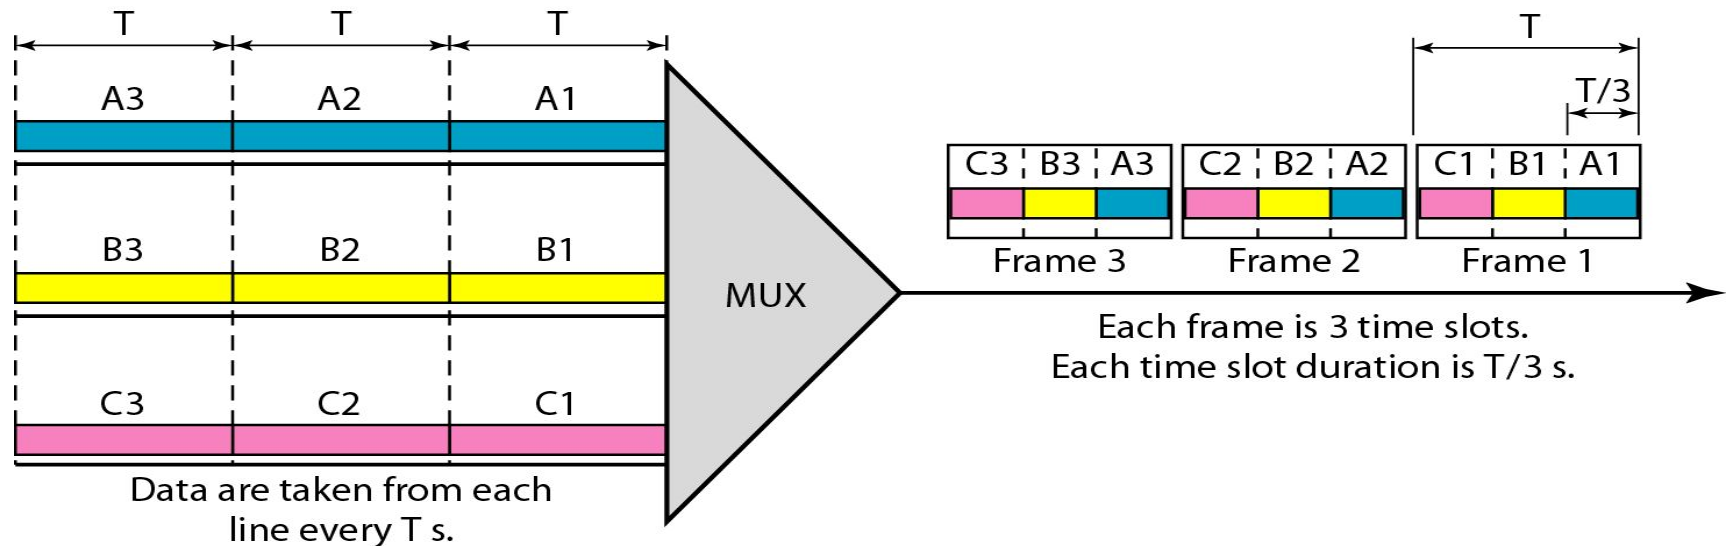 T T T
A3 A2 A1
B3 B2 B1
C3 C2 C1
Data are taken from each
line every T s.
MUX
T
T/3
C3 B3 A3 C2 B2 A2 C1 B1 A1
Frame 3 Frame 2 Frame 1
Each frame is 3 time slots.
Each time slot duration is T/3 s.